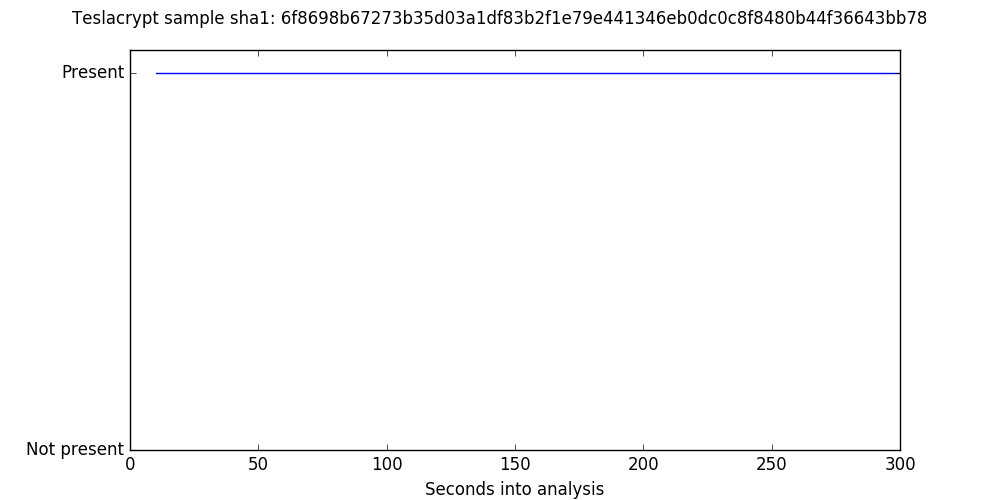 Teslacrypt sample sha1: 6f8698b67273b35d03a1df83b2f1e79e441346eb0dc0c8f8480b44f36643bb78
Present
Not present
0 50 100 150 200 250 300
Seconds into analysis